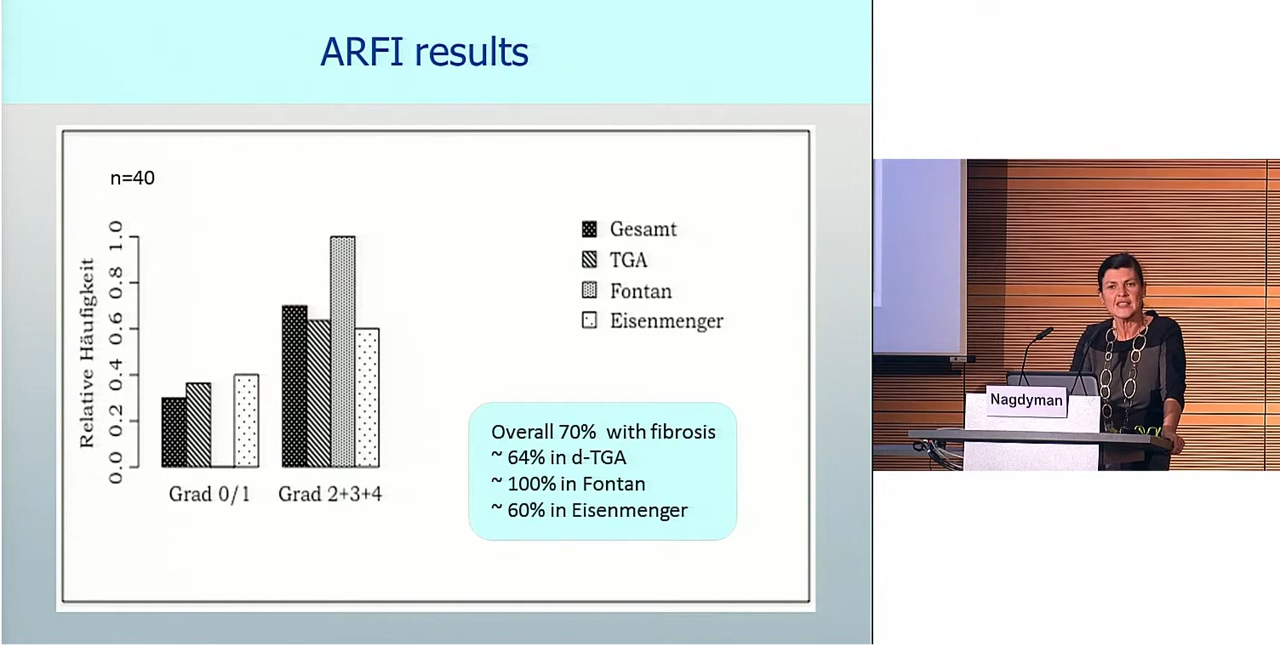 ARFI results
n=40
Relative Häufigkeit
0.0 0.2 0.4 0.6 0.8 1.0
Grad 0/1 Grad 2+3+4
Gesamt
TGA
Fontan
Eisenmenger
Overall 70% with fibrosis
~ 64% in d-TGA
~ 100% in Fontan
~ 60% in Eisenmenger
Nagdyman